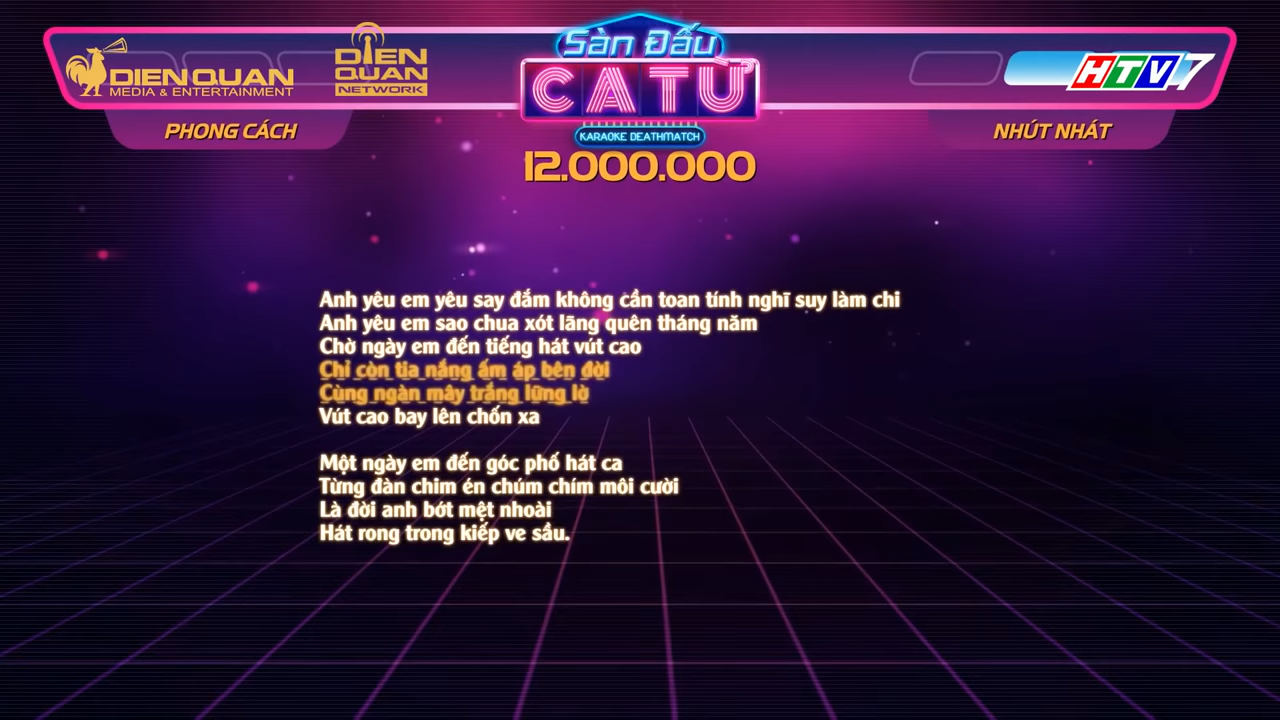 DIENQUAN
MEDIA & ENTERTAINMENT
DIEN
QUAN
NETWORK
Sàn Đấu
CA TỪ
KARAOKE DEATHMATCH
HTV7
PHONG CÁCH
NHÚT NHÁT
12.000.000
Anh yêu em yêu say đắm không cần toan tính nghĩ suy làm chi
Anh yêu em sao chua xót lãng quên tháng năm
Chờ ngày em đến tiếng hát vút cao
Chỉ còn tia nắng ấm áp bên đời
Cùng ngàn mây trắng lững lờ
Vút cao bay lên chốn xa
Một ngày em đến góc phố hát ca
Từng đàn chim én chúm chím môi cười
Là đời anh bớt mệt nhoài
Hát rong trong kiếp ve sầu.